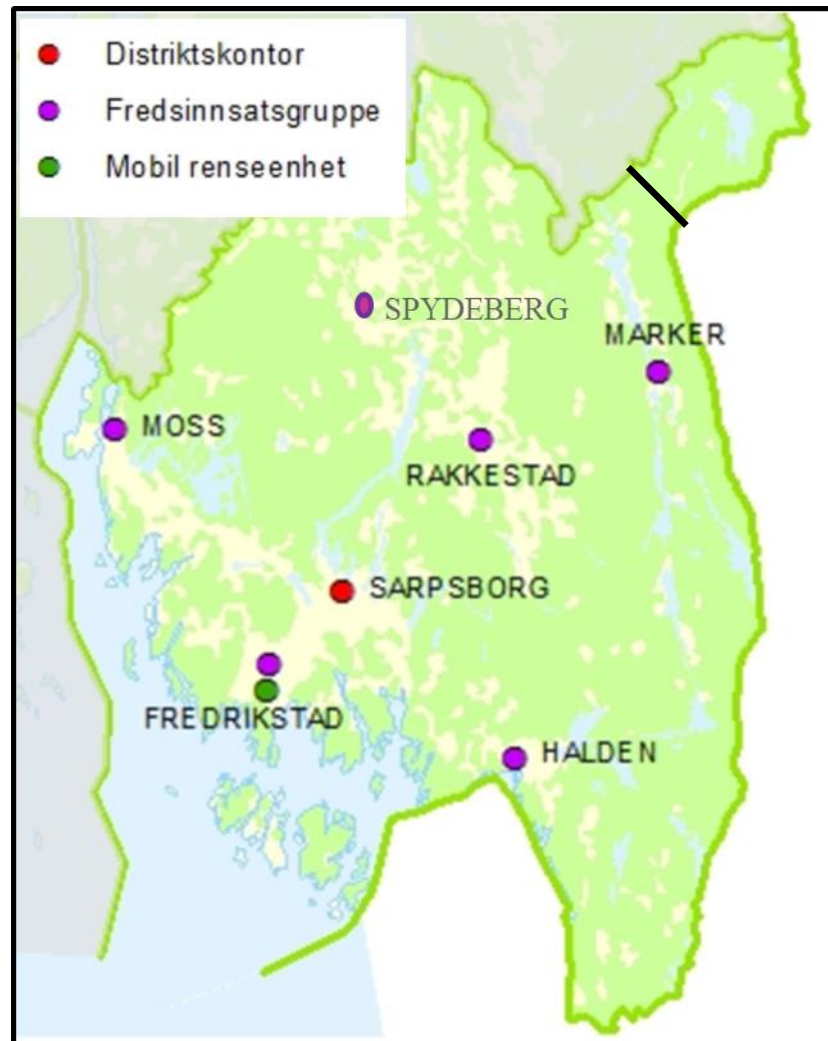 Distriktskontor
Fredsinnsatsgruppe
Mobil renseenhet
SPYDEBERG
MARKER
MOSS
RAKKESTAD
SARPSBORG
FREDRIKSTAD
HALDEN